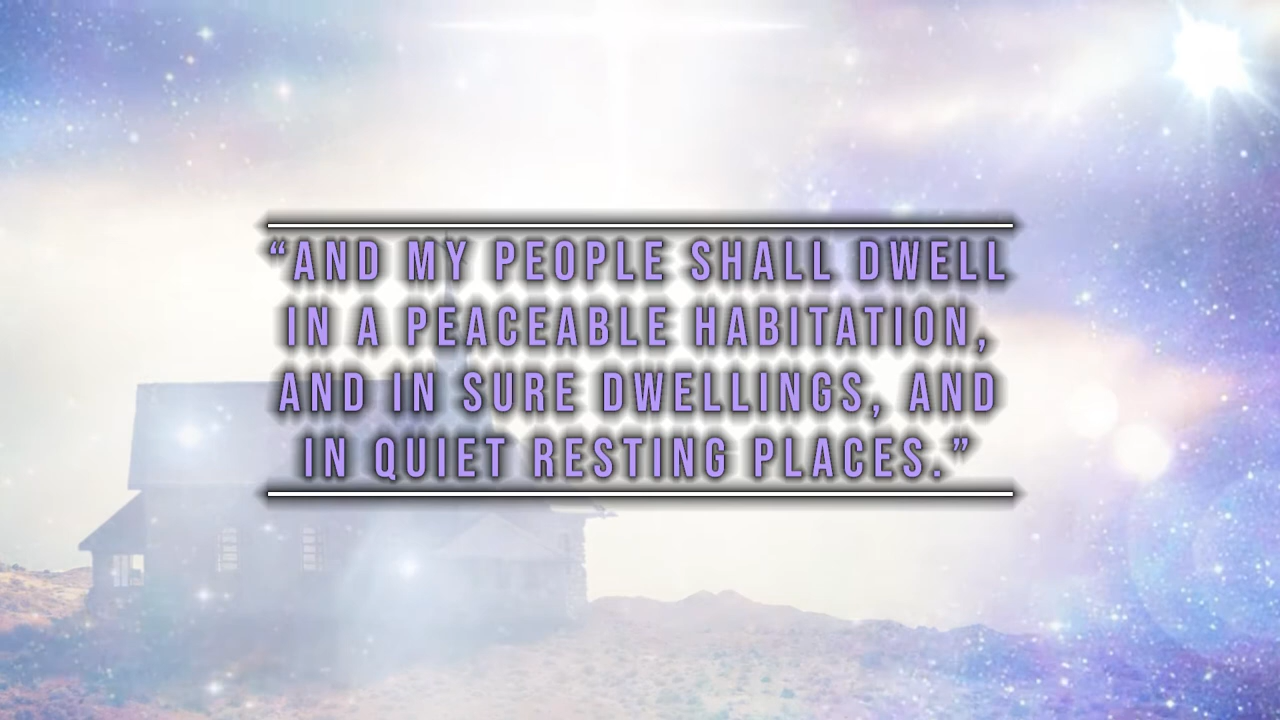 “AND MY PEOPLE SHALL DWELL
IN A PEACEABLE HABITATION,
AND IN SURE DWELLINGS, AND
IN QUIET RESTING PLACES.”